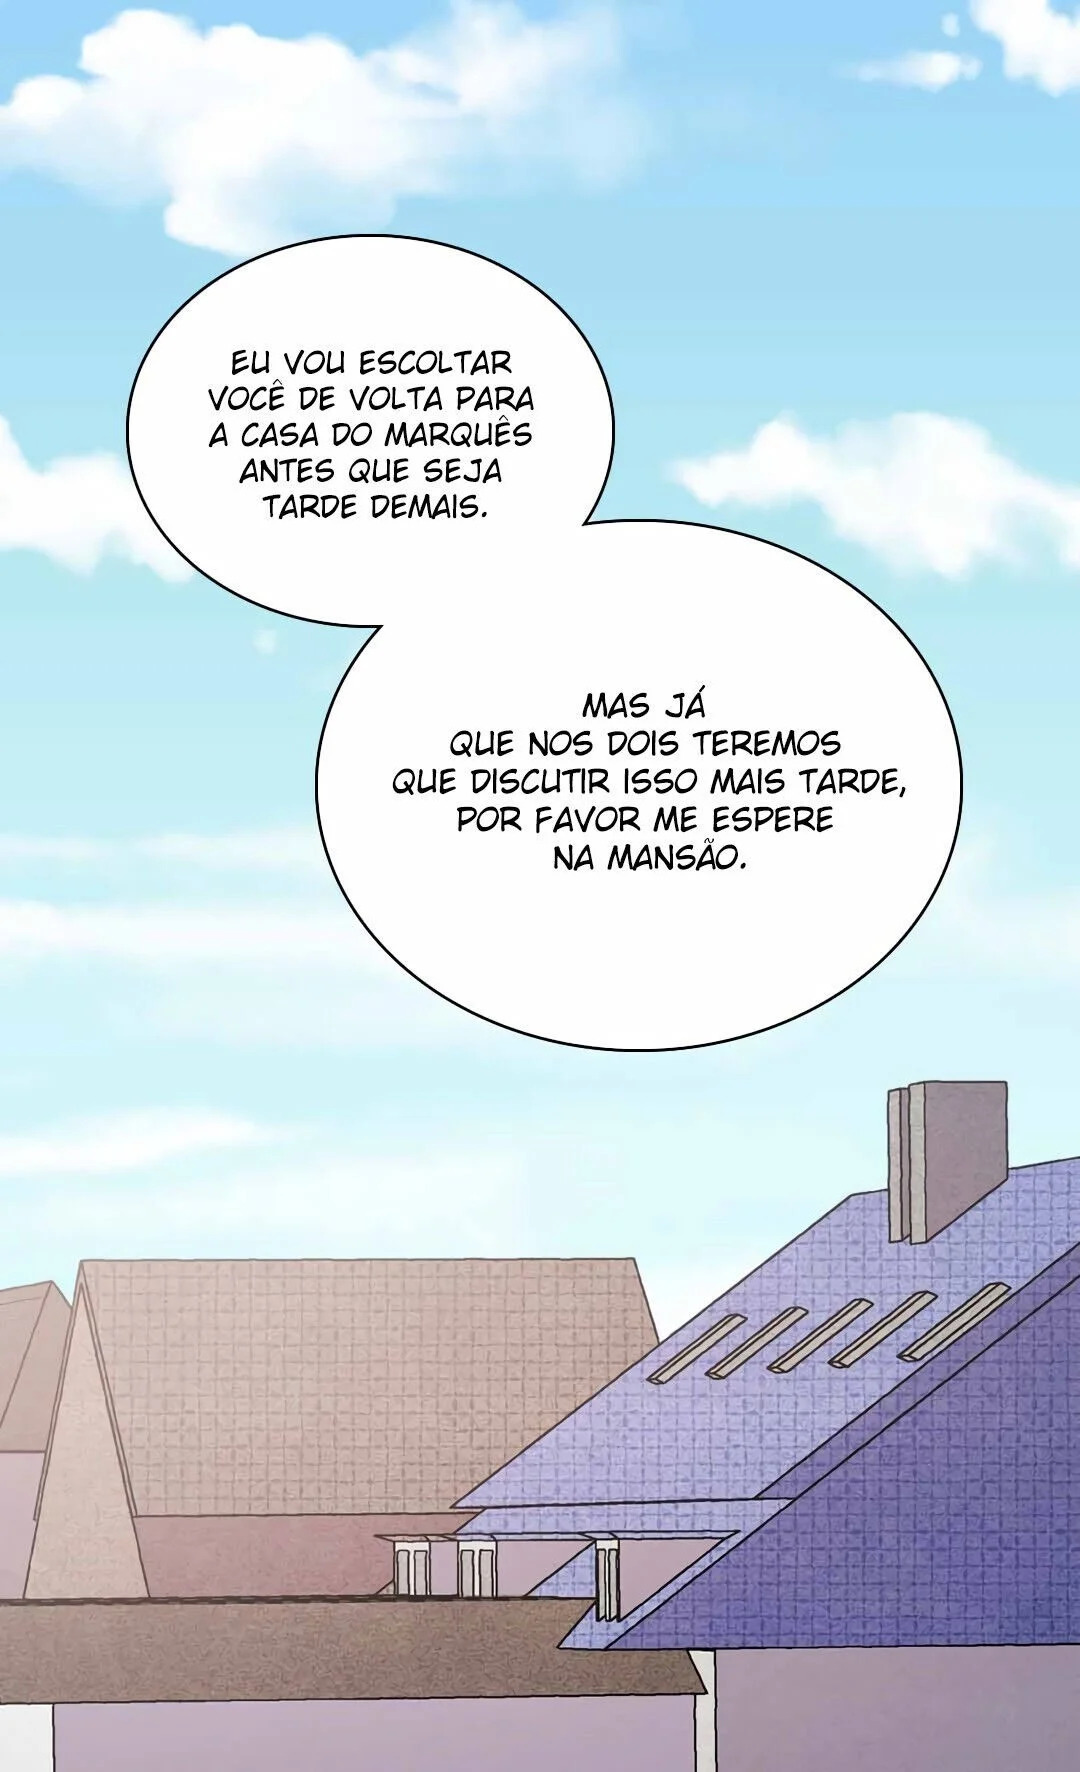 EU VOU ESCOLTAR
VOCÊ DE VOLTA PARA
A CASA DO MARQUÊS
ANTES QUE SEJA
TARDE DEMAIS.
MAS JÁ
QUE NOS DOIS TEREMOS
QUE DISCUTIR ISSO MAIS TARDE,
POR FAVOR ME ESPERE
NA MANSÃO.